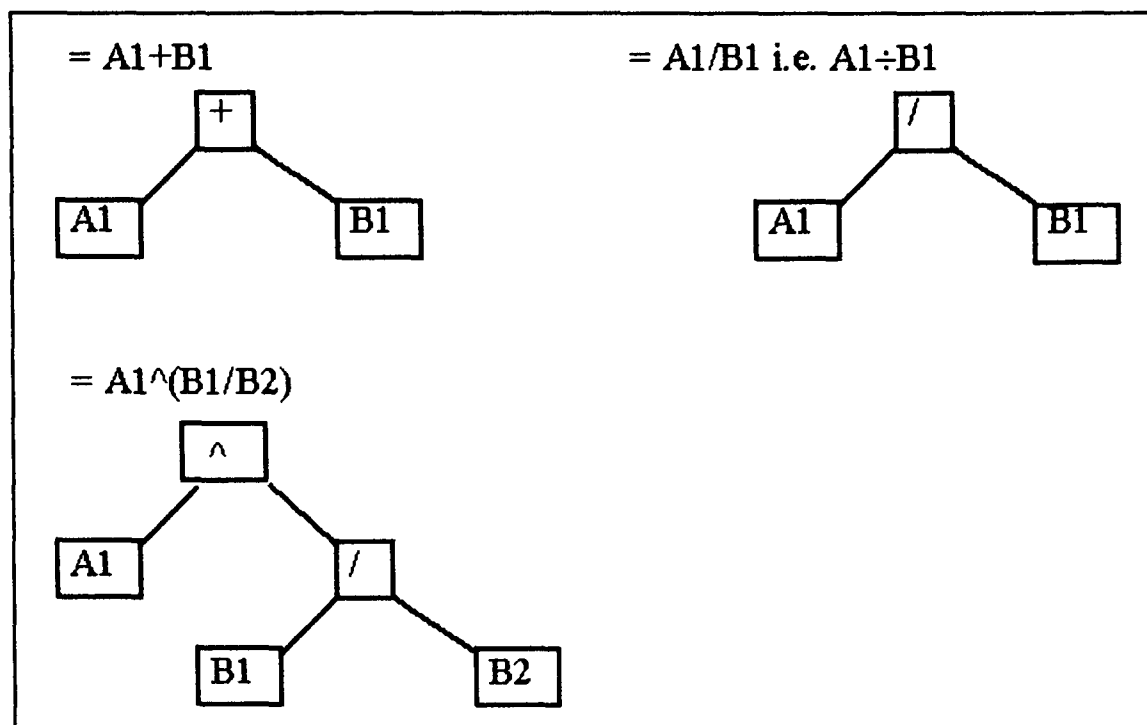 = A1+B1
+
A1 B1
= A1/B1 i.e. A1÷B1
/
A1 B1
= A1^(B1/B2)
^
A1 /
B1 B2